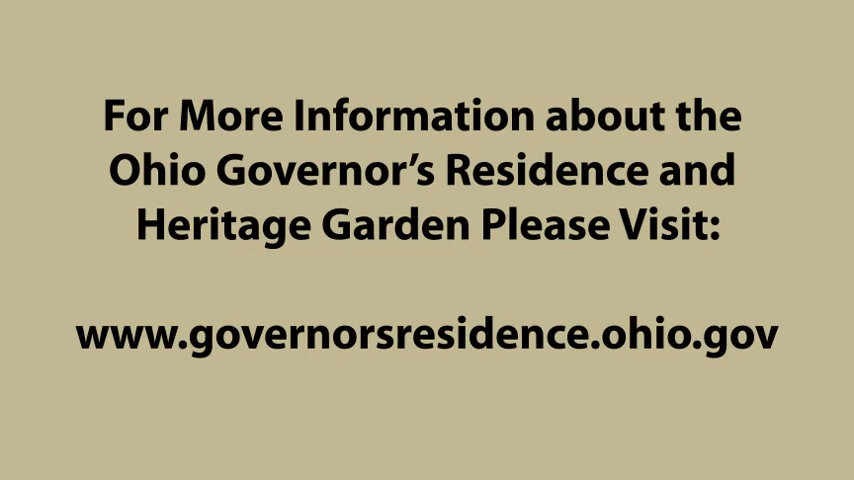 For More Information about the
Ohio Governor’s Residence and
Heritage Garden Please Visit:
www.governorsresidence.ohio.gov